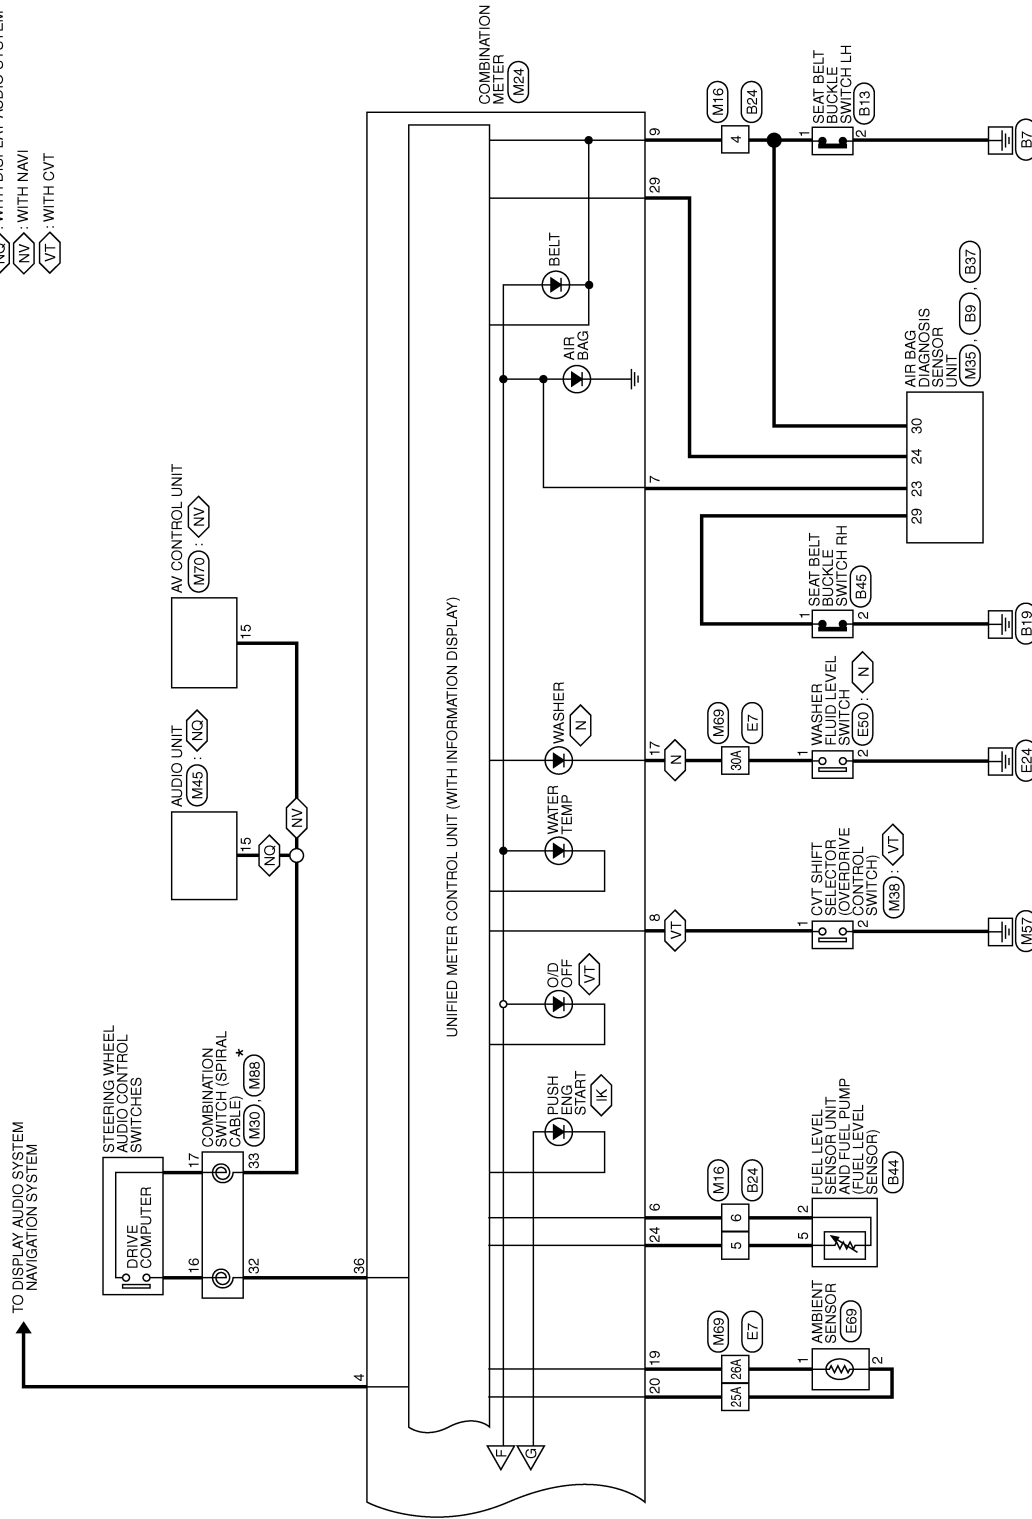 : WITH NAVI
NV
: WITH CVT
VT
TO DISPLAY AUDIO SYSTEM
NAVIGATION SYSTEM
STEERING WHEEL
AUDIO CONTROL
SWITCHES
DRIVE
COMPUTER
16
17
COMBINATION
SWITCH (SPIRAL
CABLE)
*
M30 , M88
32
33
AUDIO UNIT
M45 : NQ
15
NQ
AV CONTROL UNIT
M70 : NV
15
NV
4
36
COMBINATION
METER
M24
UNIFIED METER CONTROL UNIT (WITH INFORMATION DISPLAY)
F
G
PUSH
ENG
START
IK
O/D
OFF
VT
WATER
TEMP
WASHER
N
AIR
BAG
BELT
20
19
24
6
8
VT
17
N
7
29
9
M69
25A
26A
E7
M16
5
6
B24
M69
30A
E7
M16
4
B24
1
2
AMBIENT
SENSOR
E69
5
2
FUEL LEVEL
SENSOR UNIT
AND FUEL PUMP
(FUEL LEVEL
SENSOR)
B44
1
2
CVT SHIFT
SELECTOR
(OVERDRIVE
CONTROL
SWITCH)
M38 : VT
M57
1
2
WASHER
FLUID LEVEL
SWITCH
E50 : N
E24
1
2
SEAT BELT
BUCKLE
SWITCH RH
B45
B19
29
23
24
30
AIR BAG
DIAGNOSIS
SENSOR
UNIT
M35 , B9 , B37
1
2
SEAT BELT
BUCKLE
SWITCH LH
B13
B7